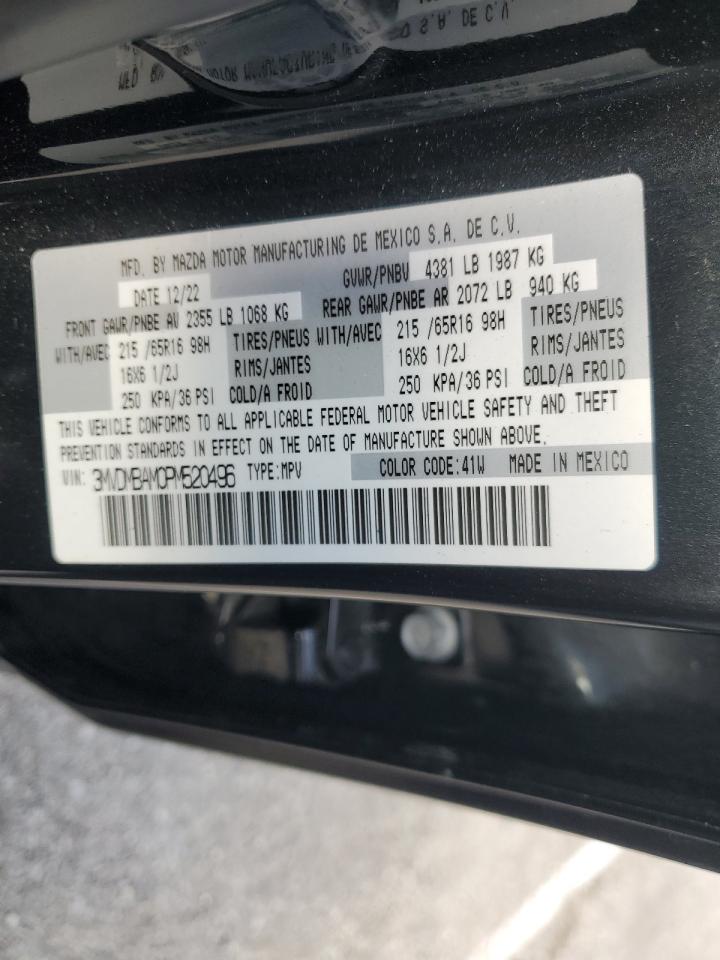 MFD. BY MAZDA MOTOR MANUFACTURING DE MEXICO S.A. DE C.V.
DATE 12/22 GVWR/PNBV 4381 LB 1987 KG
FRONT GAWR/PNBE AV 2355 LB 1068 KG REAR GAWR/PNBE AR 2072 LB 940 KG
WITH/AVEC 215 /65R16 98H TIRES/PNEUS WITH/AVEC 215 /65R16 98H TIRES/PNEUS
16X6 1/2J RIMS/JANTES 16X6 1/2J RIMS/JANTES
250 KPA/36 PSI COLD/A FROID 250 KPA/36 PSI COLD/A FROID
THIS VEHICLE CONFORMS TO ALL APPLICABLE FEDERAL MOTOR VEHICLE SAFETY AND THEFT
PREVENTION STANDARDS IN EFFECT ON THE DATE OF MANUFACTURE SHOWN ABOVE.
VIN: 3MVDMBAM0PM520496 TYPE:MPV COLOR CODE:41W MADE IN MEXICO